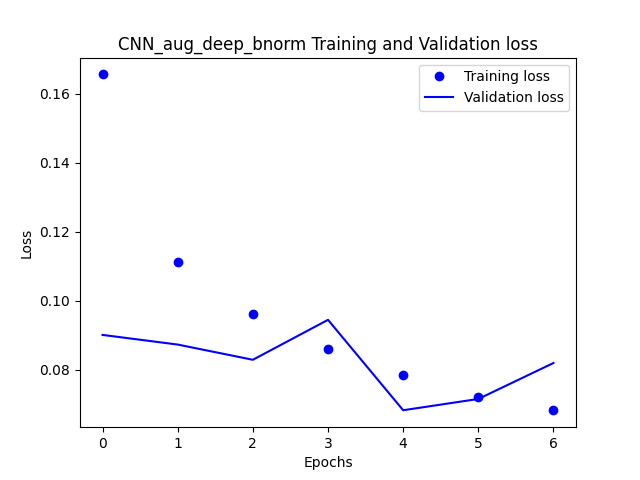 CNN_aug_deep_bnorm Training and Validation loss
Training loss
Validation loss
0.16
0.14
0.12
0.10
0.08
Loss
0 1 2 3 4 5 6
Epochs